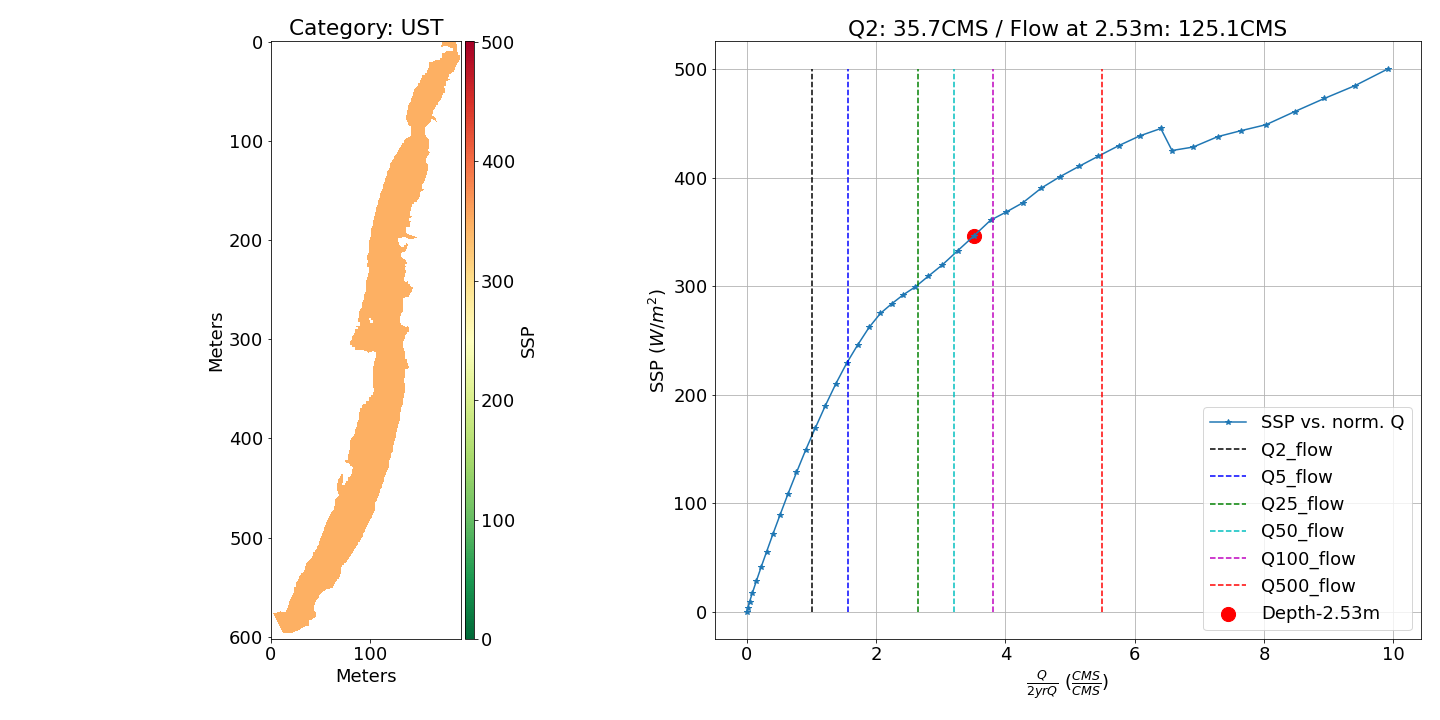 Category: UST
0
100
200
300
400
500
600
Meters
0
100
Meters
500
400
300
200
100
0
SSP
Q2: 35.7CMS / Flow at 2.53m: 125.1CMS
500
400
300
200
100
0
SSP (W/m²)
0
2
4
6
8
10
Q/2yrQ (CMS/CMS)
SSP vs. norm. Q
Q2_flow
Q5_flow
Q25_flow
Q50_flow
Q100_flow
Q500_flow
Depth-2.53m